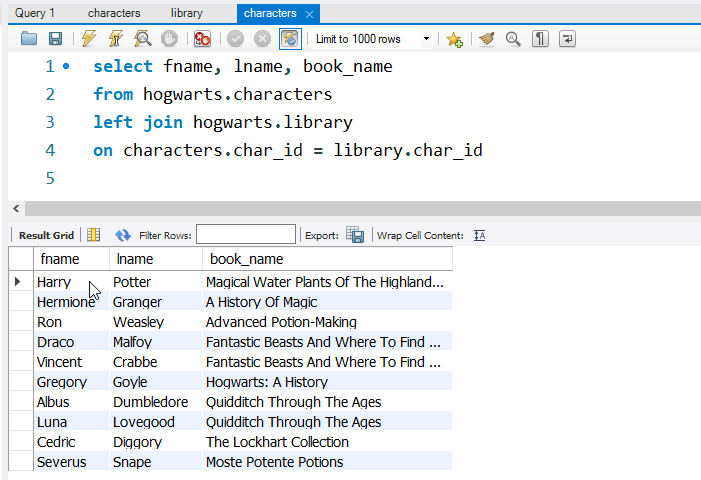 Query 1 characters library characters
Limit to 1000 rows
1 select fname, lname, book_name
2 from hogwarts.characters
3 left join hogwarts.library
4 on characters.char_id = library.char_id
5
Result Grid Filter Rows: Export: Wrap Cell Content:
fname lname book_name
Harry Potter Magical Water Plants Of The Highland...
Hermione Granger A History Of Magic
Ron Weasley Advanced Potion-Making
Draco Malfoy Fantastic Beasts And Where To Find ...
Vincent Crabbe Fantastic Beasts And Where To Find ...
Gregory Goyle Hogwarts: A History
Albus Dumbledore Quidditch Through The Ages
Luna Lovegood Quidditch Through The Ages
Cedric Diggory The Lockhart Collection
Severus Snape Moste Potente Potions